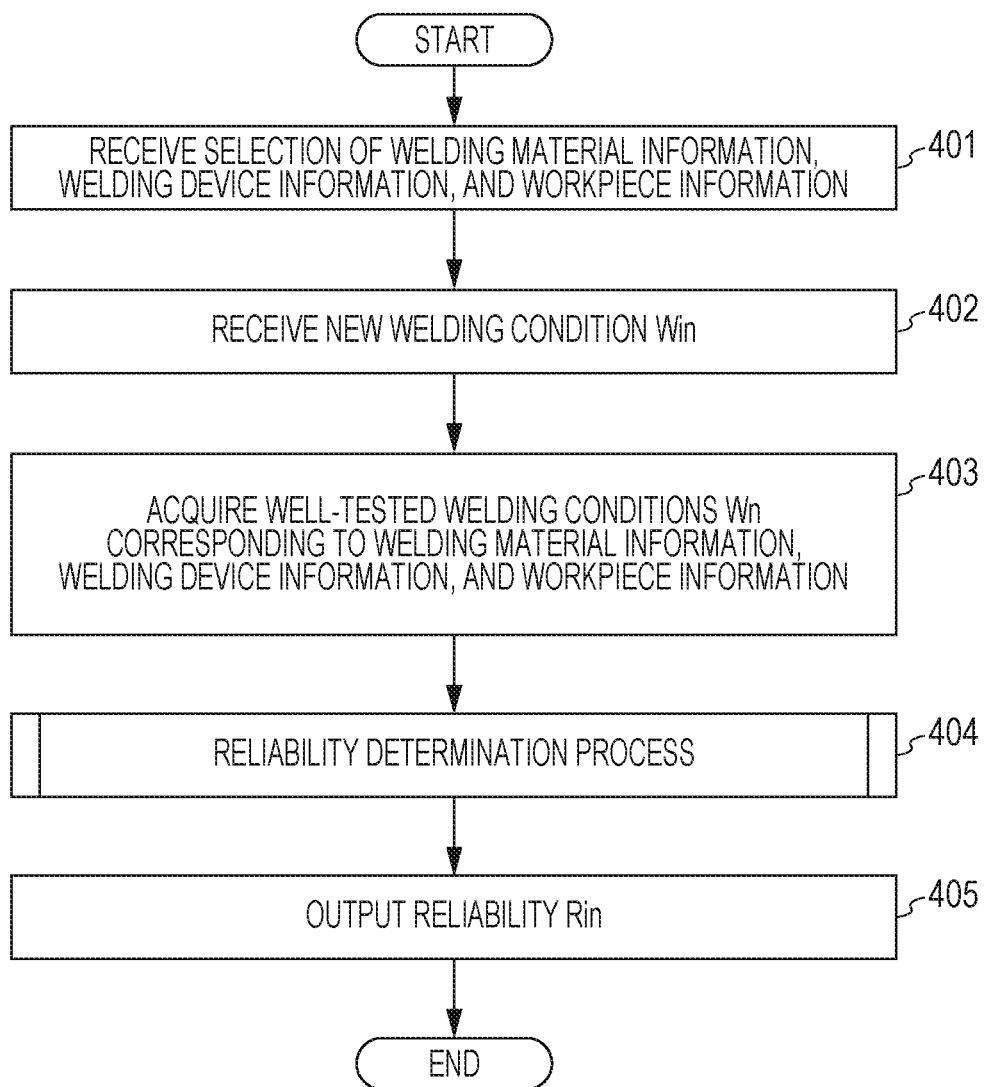 START
RECEIVE SELECTION OF WELDING MATERIAL INFORMATION,
WELDING DEVICE INFORMATION, AND WORKPIECE INFORMATION
401
RECEIVE NEW WELDING CONDITION Win
402
ACQUIRE WELL-TESTED WELDING CONDITIONS Wn
CORRESPONDING TO WELDING MATERIAL INFORMATION,
WELDING DEVICE INFORMATION, AND WORKPIECE INFORMATION
403
RELIABILITY DETERMINATION PROCESS
404
OUTPUT RELIABILITY Rin
405
END